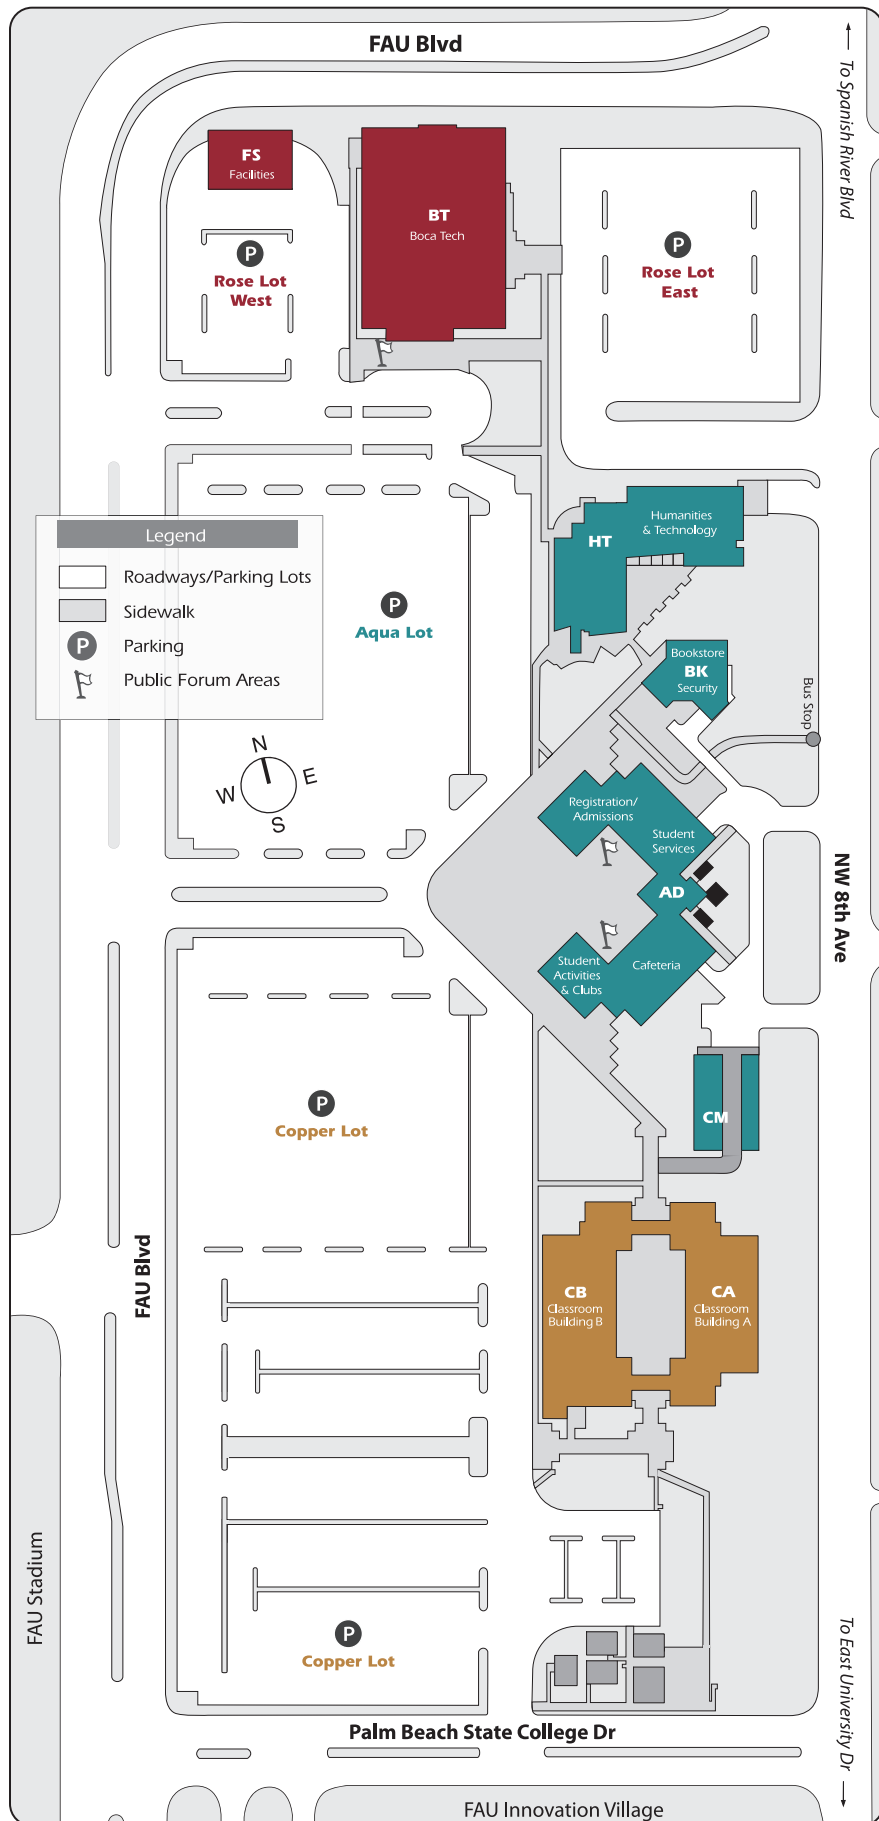 FAU Blvd
To Spanish River Blvd
FS
Facilities
BT
Boca Tech
P
Rose Lot
West
P
Rose Lot
East
Humanities
& Technology
HT
Legend
Roadways/Parking Lots
Sidewalk
P
Parking
Public Forum Areas
P
Aqua Lot
Bookstore
BK
Security
Bus Stop
N
E
W
S
Registration/
Admissions
Student
Services
AD
NW 8th Ave
Student
Activities
& Clubs
Cafeteria
P
Copper Lot
CM
FAU Blvd
CB
Classroom
Building B
CA
Classroom
Building A
FAU Stadium
P
Copper Lot
To East University Dr
Palm Beach State College Dr
FAU Innovation Village